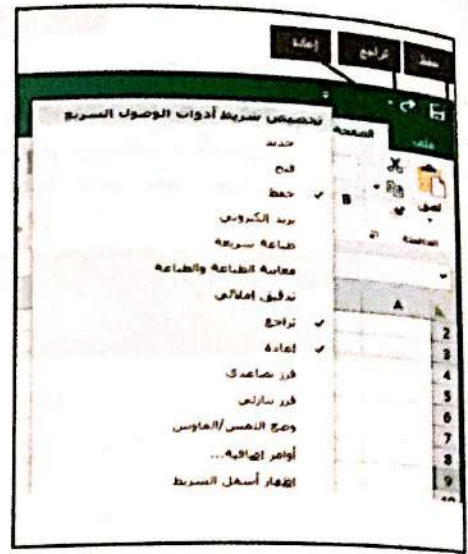 حفظ
تراجع
إعادة
ملف
الصفحة
لصق
الحافظة
B
تخصيص شريط أدوات الوصول السريع
جديد
فتح
حفظ
بريد إلكتروني
طباعة سريعة
معاينة الطباعة والطباعة
تدقيق إملائي
تراجع
إعادة
فرز تصاعدي
فرز تنازلي
وضع اللمس/الماوس
أوامر إضافية...
إظهار أسفل الشريط
A
2
3
4
5
6
7
8
9
10